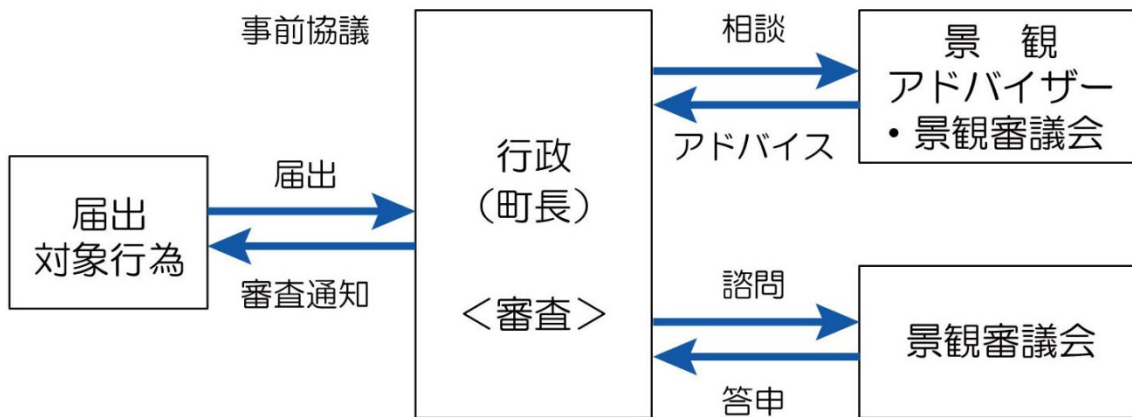 事前協議
届出
対象行為
届出
審査通知
行政
（町長）
＜審査＞
相談
アドバイス
景　観
アドバイザー
・景観審議会
諮問
答申
景観審議会